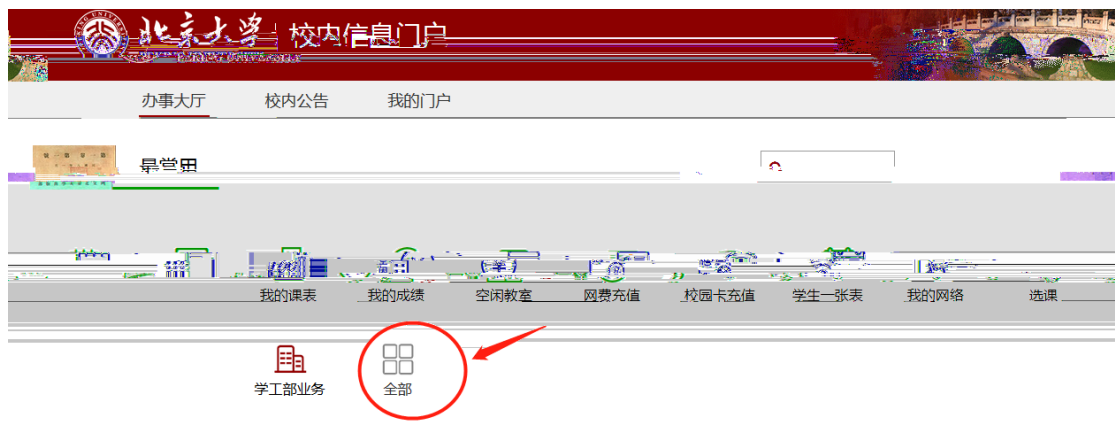 北京大学 校内信息门户
办事大厅 校内公告 我的门户
最常用
我的课表 我的成绩 空闲教室 网费充值 校园卡充值 学生一张表 我的网络 选课
学工部业务 全部